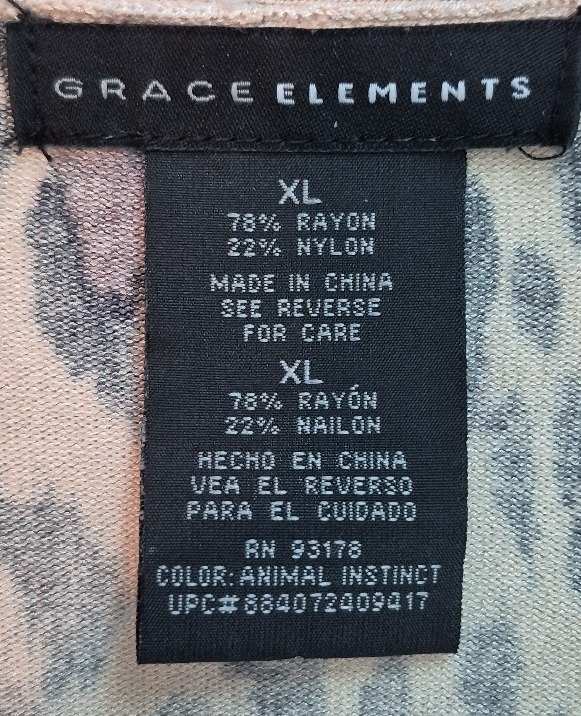 GRACE ELEMENTS
XL
78% RAYON
22% NYLON
MADE IN CHINA
SEE REVERSE
FOR CARE
XL
78% RAYÓN
22% NAILON
HECHO EN CHINA
VEA EL REVERSO
PARA EL CUIDADO
RN 93178
COLOR: ANIMAL INSTINCT
UPC#884072409417